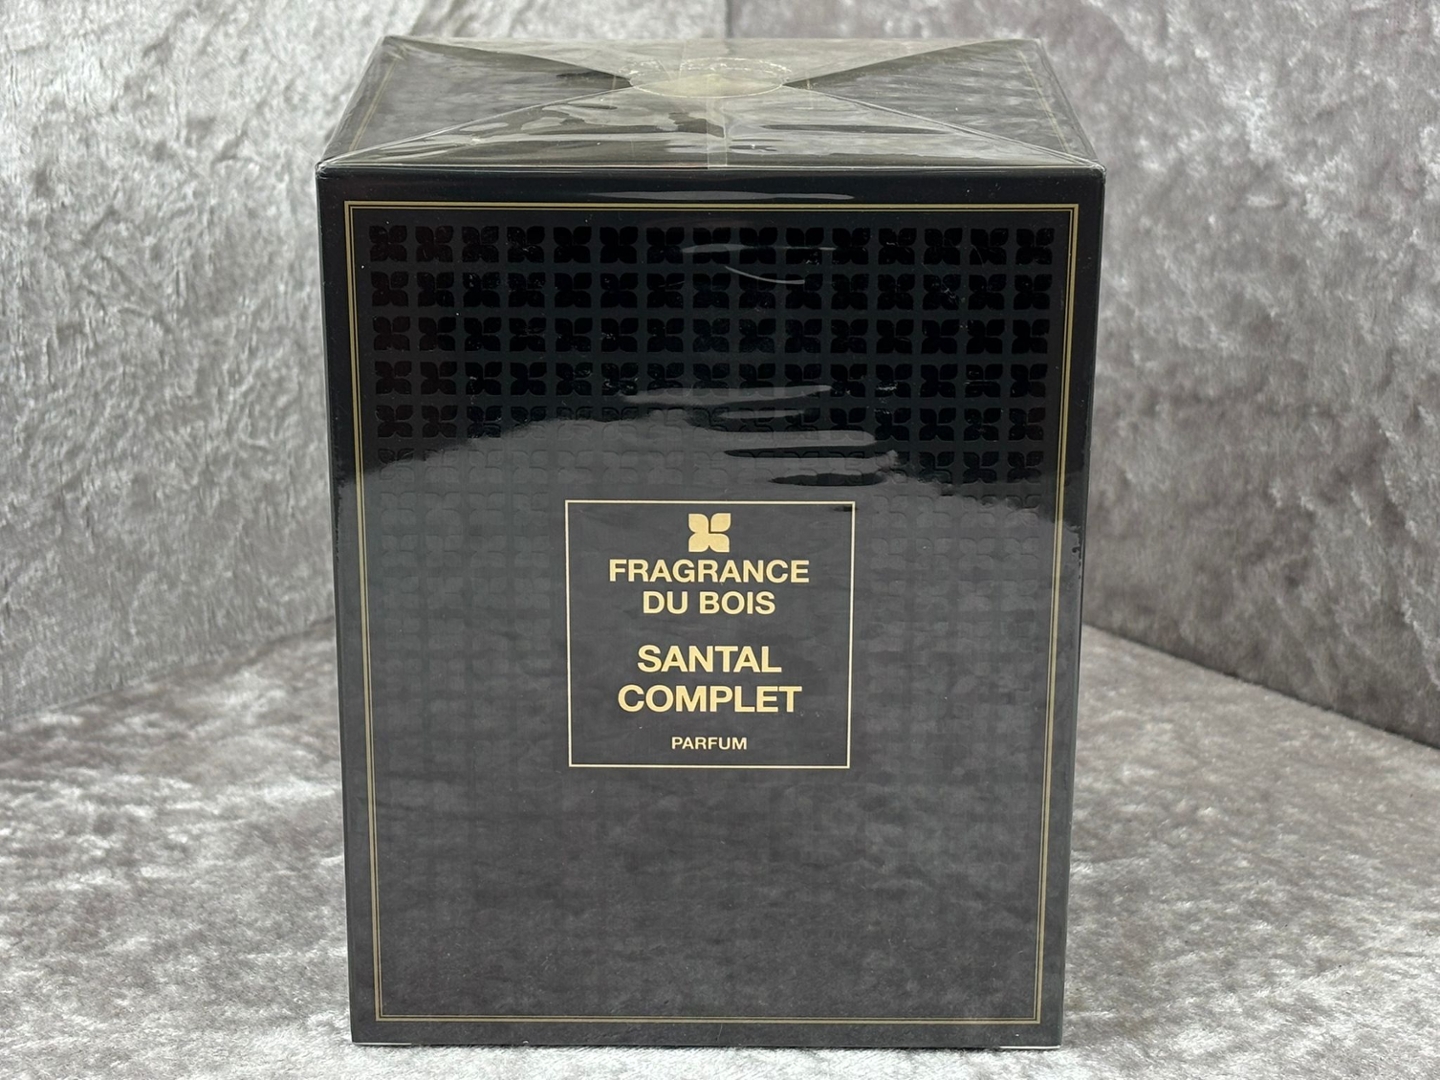 FRAGRANCE
DU BOIS
SANTAL
COMPLET
PARFUM